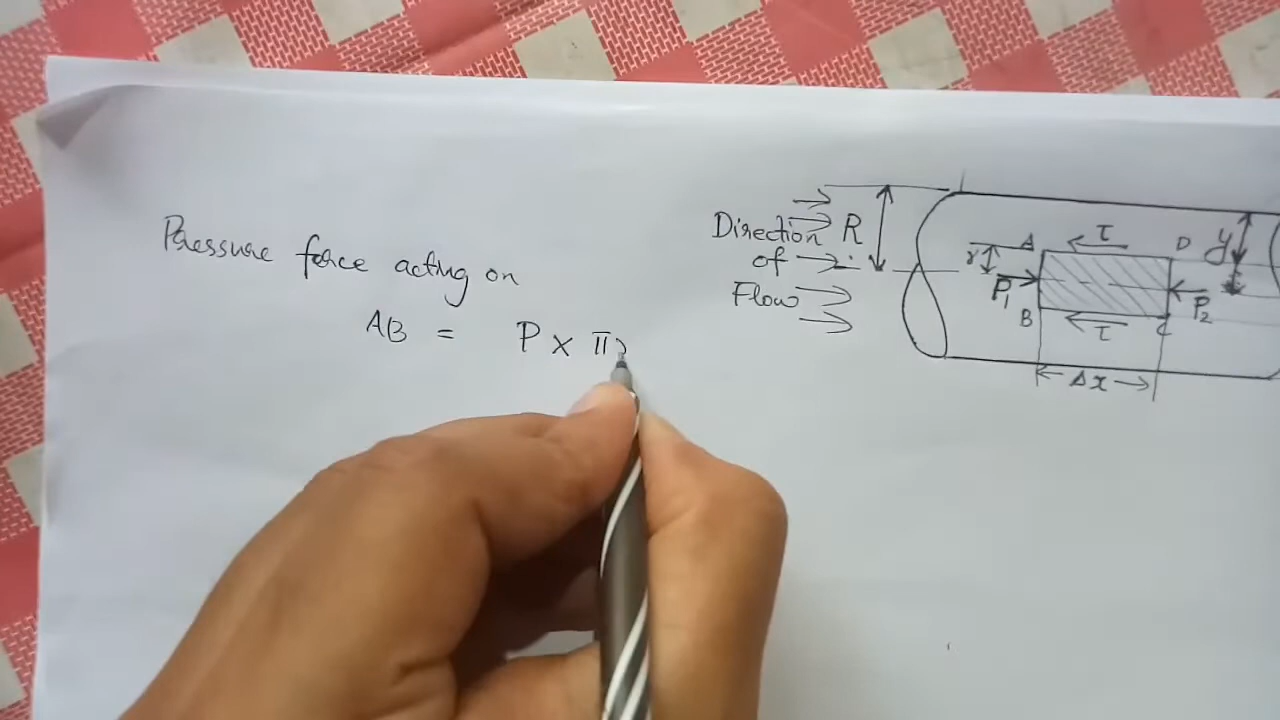 Pressure force acting on
AB = P × π
Direction
of
Flow
R
r
A
τ
D
y
P₁
P₂
B
τ
C
Δx